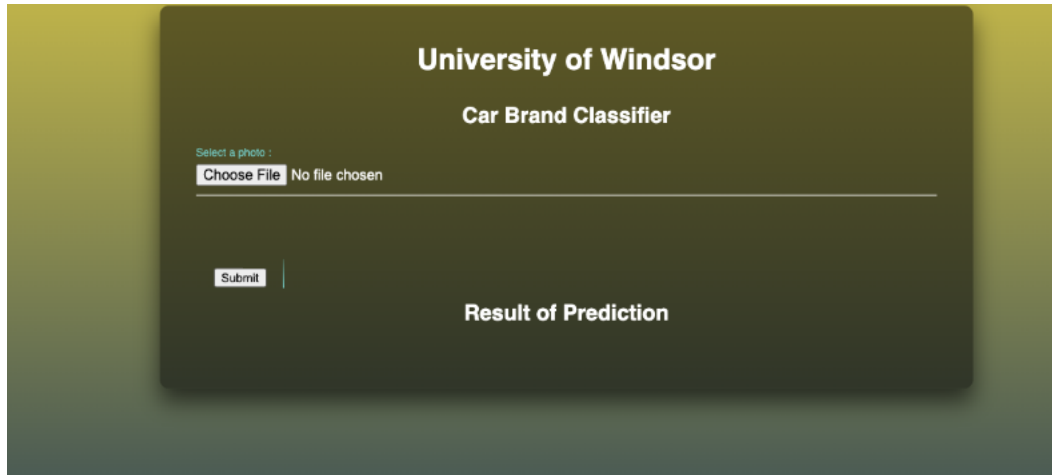 University of Windsor
Car Brand Classifier
Select a photo :
Choose File No file chosen
Submit
Result of Prediction